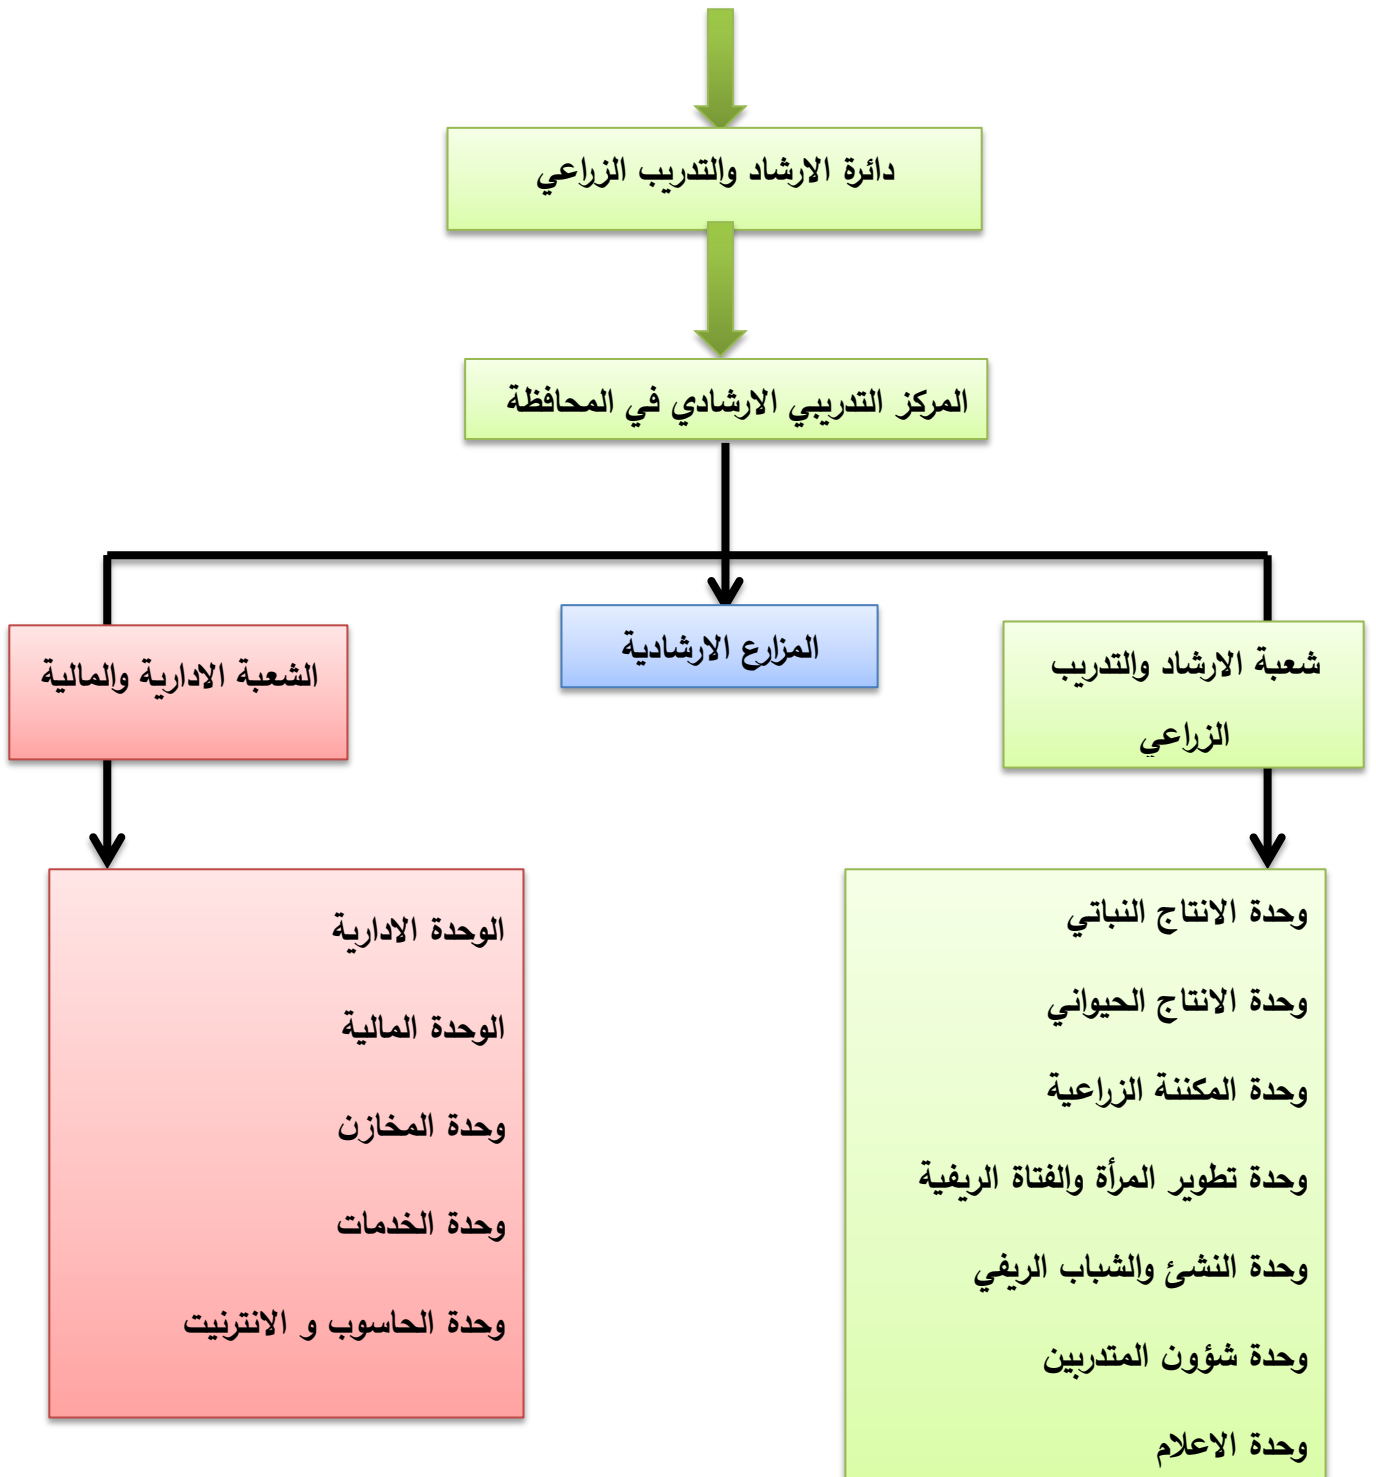 دائرة الارشاد والتدريب الزراعي
المركز التدريبي الارشادي في المحافظة
شعبة الارشاد والتدريب
الزراعي
المزارع الارشادية
الشعبة الادارية والمالية
وحدة الانتاج النباتي
وحدة الانتاج الحيواني
وحدة المكننة الزراعية
وحدة تطوير المرأة والفتاة الريفية
وحدة النشئ والشباب الريفي
وحدة شؤون المتدربين
وحدة الاعلام
الوحدة الادارية
الوحدة المالية
وحدة المخازن
وحدة الخدمات
وحدة الحاسوب و الانترنيت